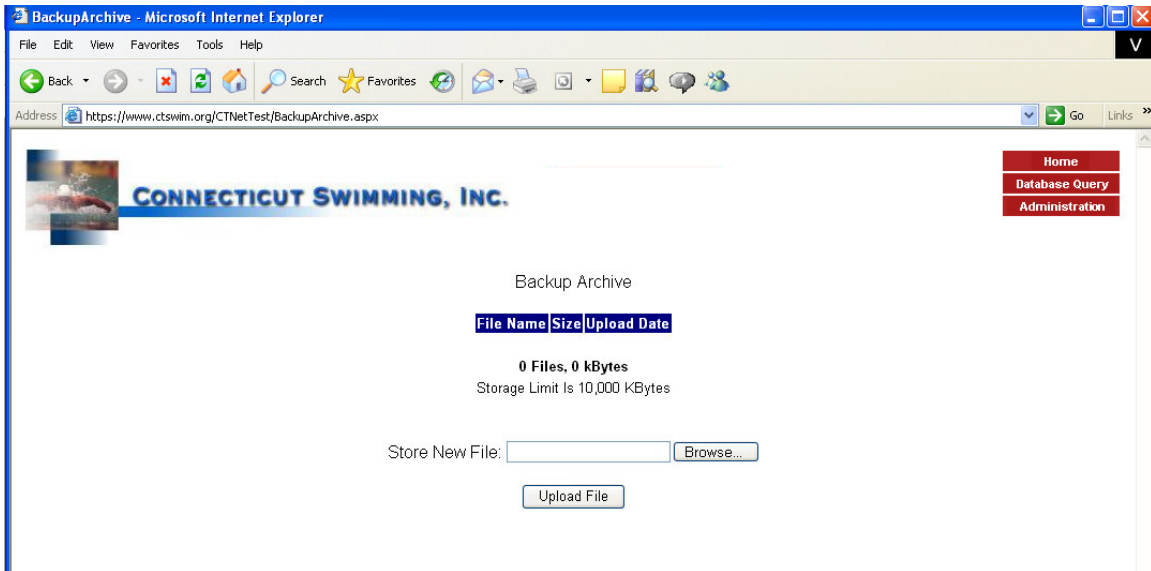 BackupArchive - Microsoft Internet Explorer
File Edit View Favorites Tools Help
V
Back Search Favorites
Address https://www.ctswim.org/CTNetTest/BackupArchive.aspx Go Links »
Home
Database Query
Administration
CONNECTICUT SWIMMING, INC.
Backup Archive
File Name Size Upload Date
0 Files, 0 kBytes
Storage Limit Is 10,000 KBytes
Store New File: Browse...
Upload File